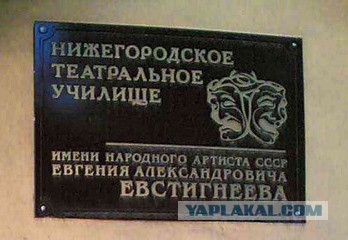 НИЖЕГОРОДСКОЕ
ТЕАТРАЛЬНОЕ
УЧИЛИЩЕ
ИМЕНИ НАРОДНОГО АРТИСТА СССР
ЕВГЕНИЯ АЛЕКСАНДРОВИЧА
ЕВСТИГНЕЕВА
YAPLAKAL.COM